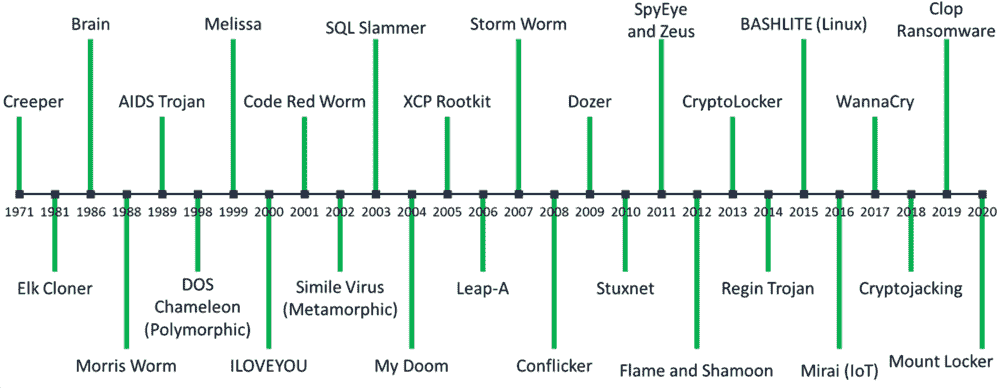 Brain
Melissa
SQL Slammer
Storm Worm
SpyEye
and Zeus
BASHLITE (Linux)
Clop
Ransomware
Creeper
AIDS Trojan
Code Red Worm
XCP Rootkit
Dozer
CryptoLocker
WannaCry
1971 1981 1986 1988 1989 1998 1999 2000 2001 2002 2003 2004 2005 2006 2007 2008 2009 2010 2011 2012 2013 2014 2015 2016 2017 2018 2019 2020
Elk Cloner
DOS
Chameleon
(Polymorphic)
Simile Virus
(Metamorphic)
Leap-A
Stuxnet
Regin Trojan
Cryptojacking
Morris Worm
ILOVEYOU
My Doom
Conflicker
Flame and Shamoon
Mirai (IoT)
Mount Locker